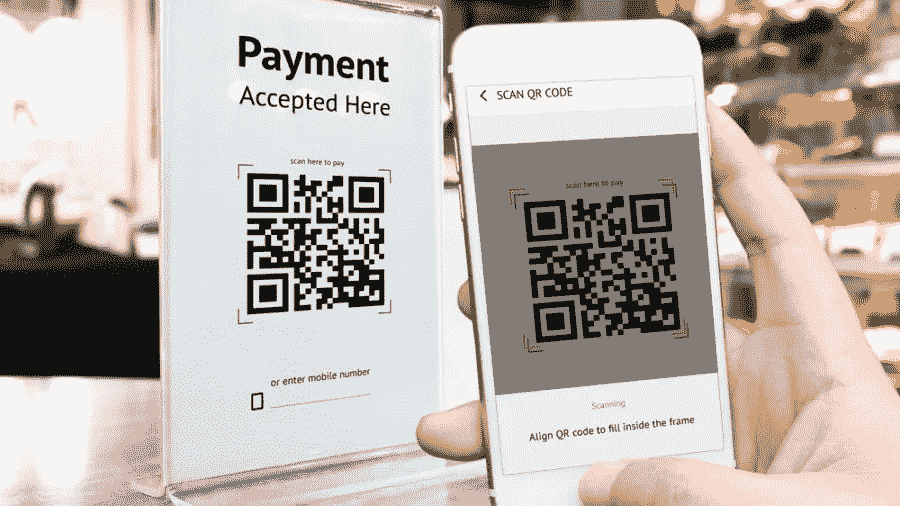 Payment
Accepted Here
scan here to pay
or enter mobile number
SCAN QR CODE
scan here to pay
Scanning
Align QR code to fill inside the frame